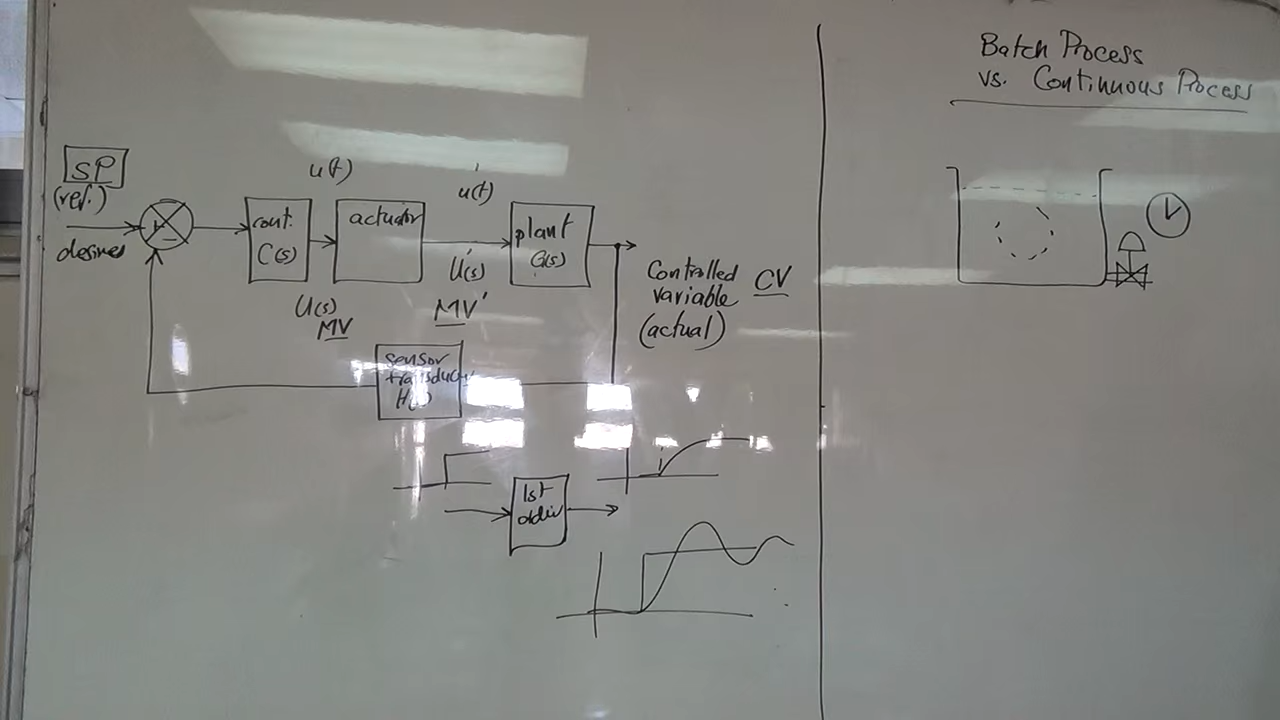 SP
(ref.)
desired
cont.
C(s)
u(t)
actuator
u'(t)
plant
G(s)
U(s)
MV
U'(s)
MV'
Controlled
variable CV
(actual)
sensor
transducer
H(s)
1st
order
Batch Process
vs. Continuous Process